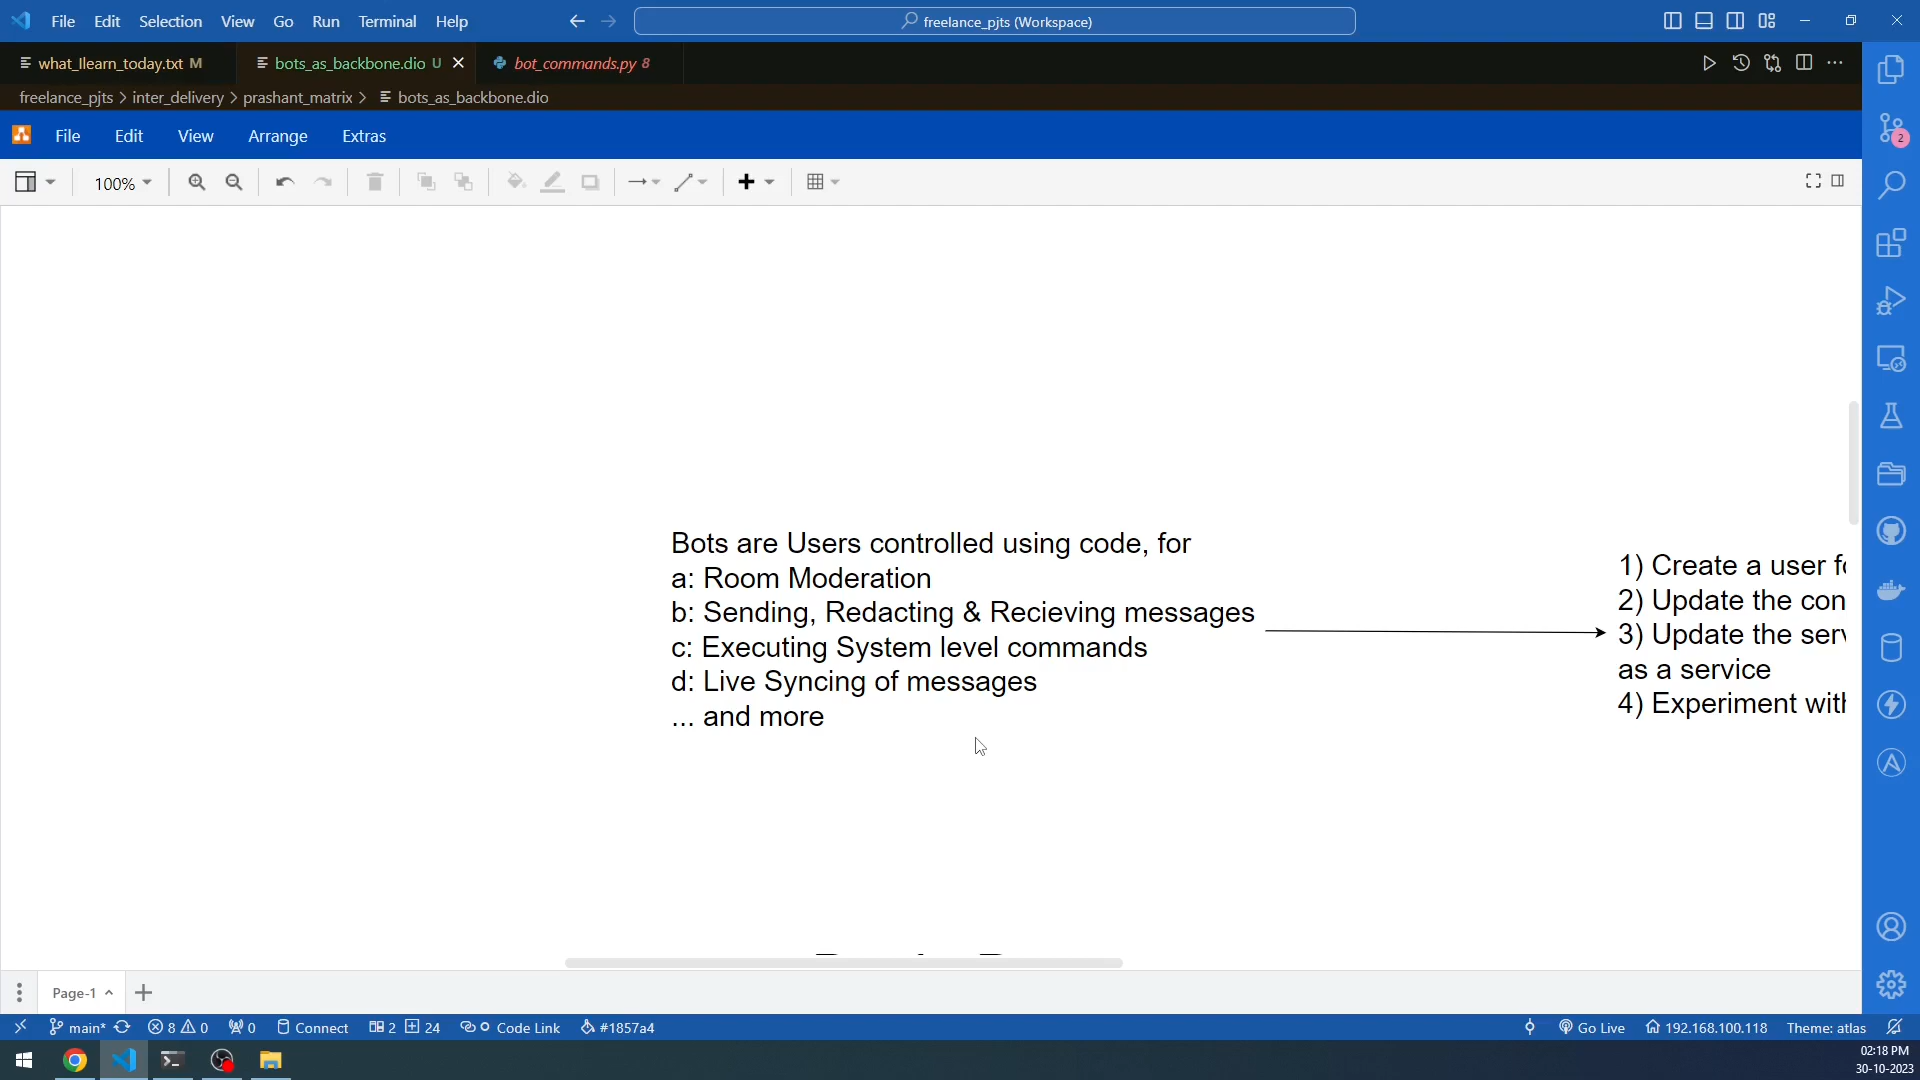 File Edit Selection View Go Run Terminal Help
freelance_pjts (Workspace)
what_Ilearn_today.txt M
bots_as_backbone.dio U
bot_commands.py 8
freelance_pjts > inter_delivery > prashant_matrix > bots_as_backbone.dio
File Edit View Arrange Extras
100%
2
Bots are Users controlled using code, for
a: Room Moderation
b: Sending, Redacting & Recieving messages
c: Executing System level commands
d: Live Syncing of messages
... and more
1) Create a user
2) Update the
3) Update the
as a service
4) Experiment
Page-1
main* 8 0 0 Connect 2 24 Code Link #1857a4
Go Live 192.168.100.118 Theme: atlas
02:18 PM
30-10-2023